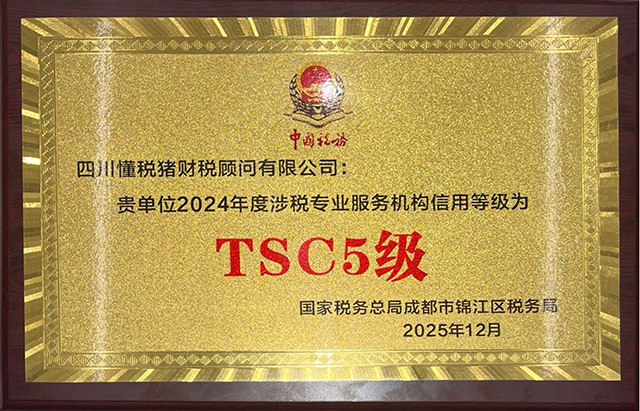 中国税务
四川懂税猪财税顾问有限公司：
贵单位2024年度涉税专业服务机构信用等级为
TSC5级
国家税务总局成都市锦江区税务局
2025年12月